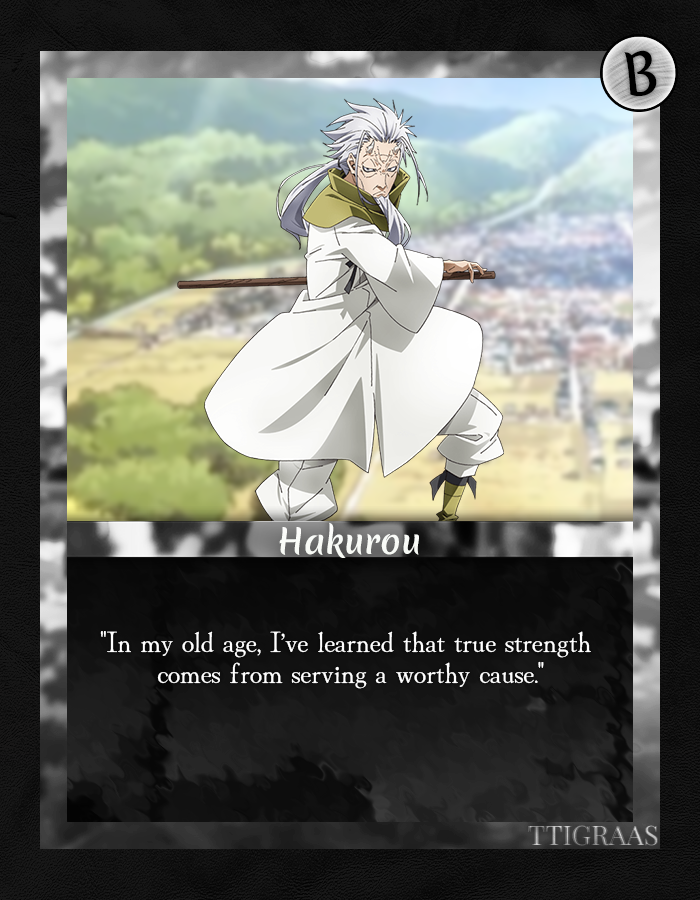 B
Hakurou
"In my old age, I've learned that true strength
comes from serving a worthy cause."
TTIGRAAS